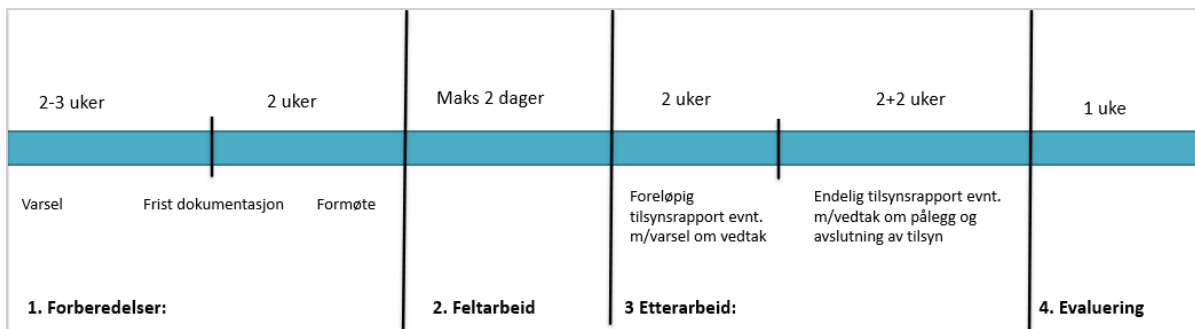 2-3 uker
2 uker
Maks 2 dager
2 uker
2+2 uker
1 uke
Varsel
Frist dokumentasjon
Formøte
Foreløpig
tilsynsrapport evnt.
m/varsel om vedtak
Endelig tilsynsrapport evnt.
m/vedtak om pålegg og
avslutning av tilsyn
1. Forberedelser:
2. Feltarbeid
3 Etterarbeid:
4. Evaluering